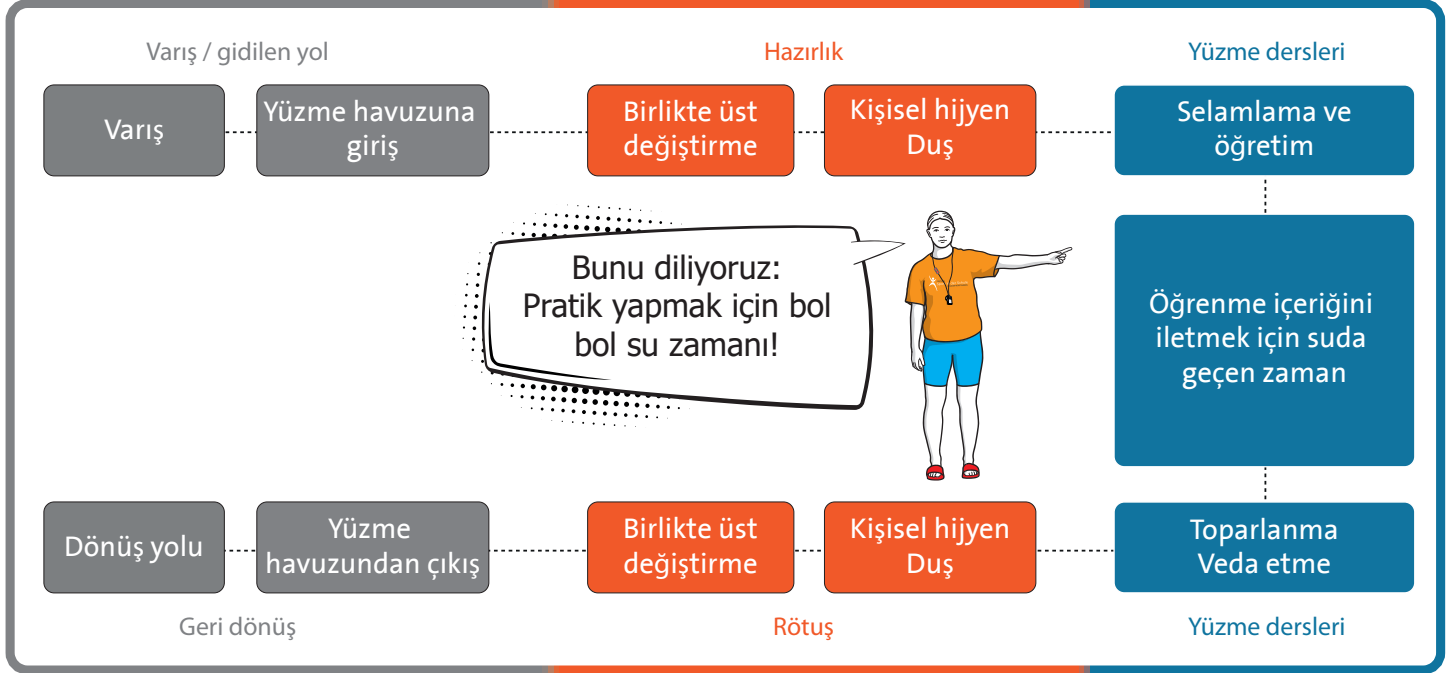 Varış / gidilen yol
Hazırlık
Yüzme dersleri
Varış
Yüzme havuzuna
giriş
Birlikte üst
değiştirme
Kişisel hijyen
Duş
Selamlama ve
öğretim
Bunu diliyoruz:
Pratik yapmak için bol
bol su zamanı!
Öğrenme içeriğini
iletmek için suda
geçen zaman
Dönüş yolu
Yüzme
havuzundan çıkış
Birlikte üst
değiştirme
Kişisel hijyen
Duş
Toparlanma
Veda etme
Geri dönüş
Rötuş
Yüzme dersleri